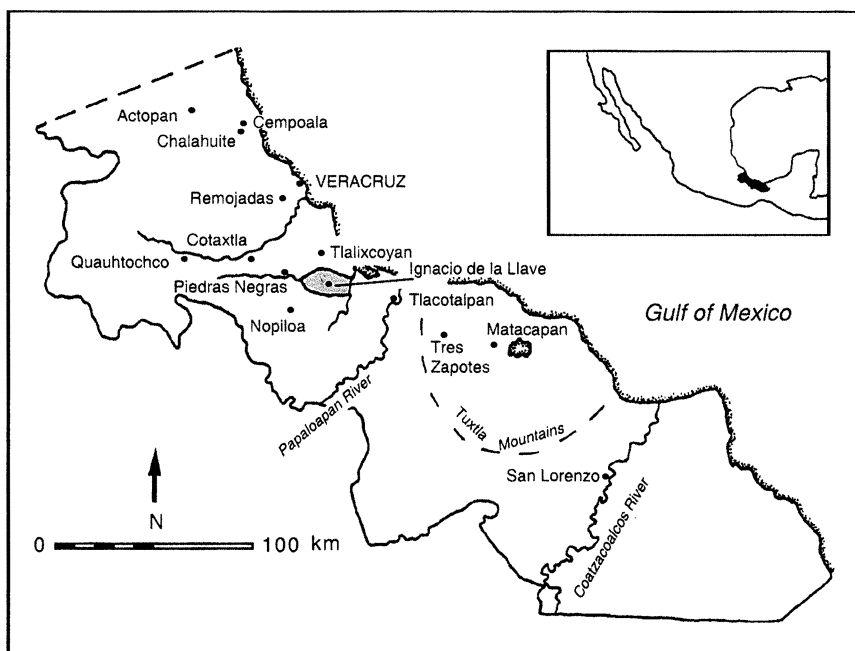 Actopan
Cempoala
Chalahuite
VERACRUZ
Remojadas
Cotaxtla
Quauhtochco
Tlalixcoyan
Ignacio de la Llave
Piedras Negras
Tlacotalpan
Nopiloa
Gulf of Mexico
Matacapan
Tres
Zapotes
Papaloapan River
Tuxtla
Mountains
San Lorenzo
Coatzacoalcos River
N
0 100 km